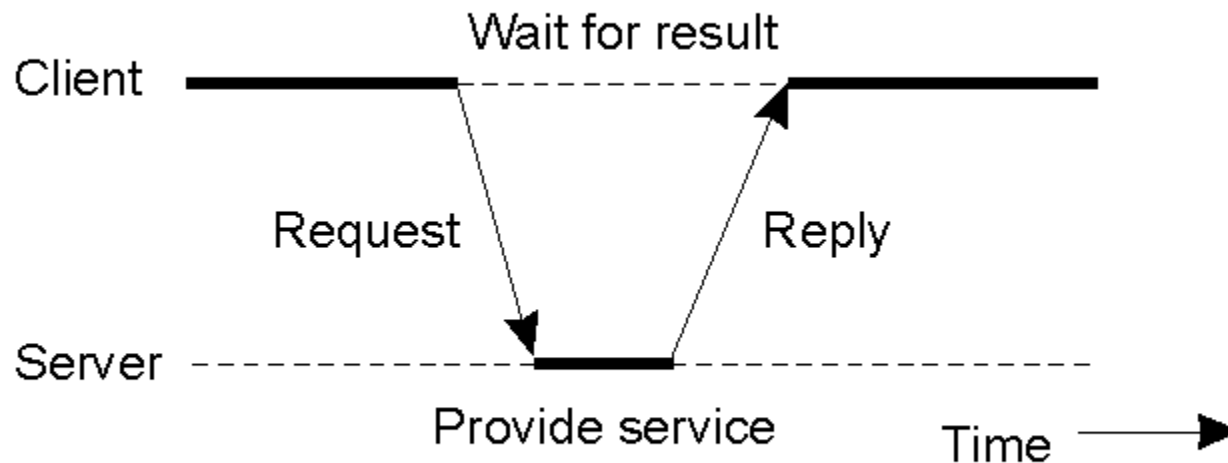 Wait for result
Client
Request
Reply
Server
Provide service
Time